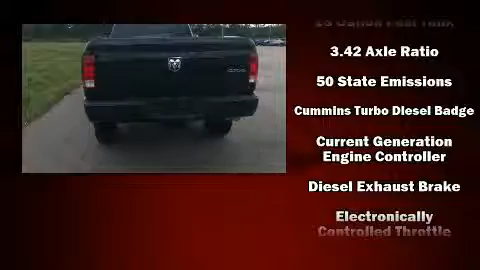 3.42 Axle Ratio
50 State Emissions
Cummins Turbo Diesel Badge
Current Generation
Engine Controller
Diesel Exhaust Brake
Electronically
Controlled Throttle